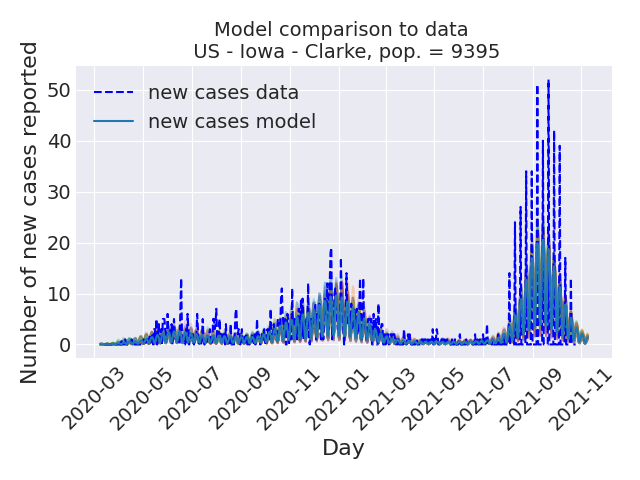 Model comparison to data
US - Iowa - Clarke, pop. = 9395
Number of new cases reported
50
40
30
20
10
0
new cases data
new cases model
2020-03
2020-05
2020-07
2020-09
2020-11
2021-01
2021-03
2021-05
2021-07
2021-09
2021-11
Day